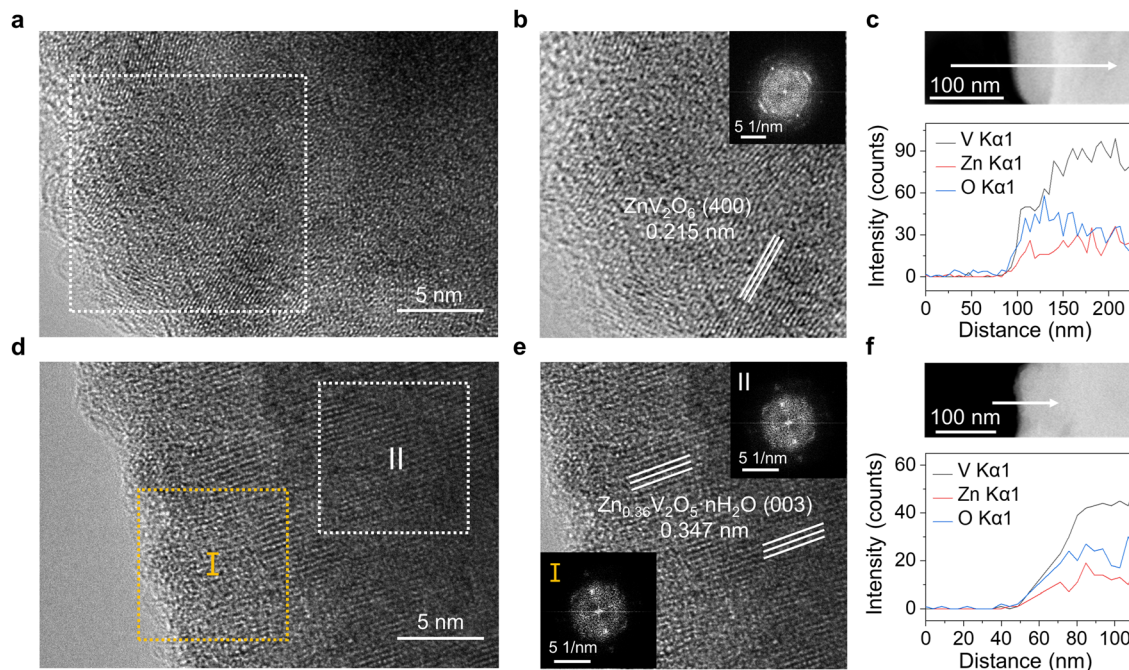 a
5 nm
b
5 1/nm
ZnV₂O₆ (400)
0.215 nm
c
100 nm
V Kα1
Zn Kα1
O Kα1
Intensity (counts)
90
60
30
0
0 50 100 150 200
Distance (nm)
d
I
II
5 nm
e
II
5 1/nm
Zn₀.₃₆V₂O₅·nH₂O (003)
0.347 nm
I
5 1/nm
f
100 nm
V Kα1
Zn Kα1
O Kα1
Intensity (counts)
60
40
20
0
0 20 40 60 80 100
Distance (nm)